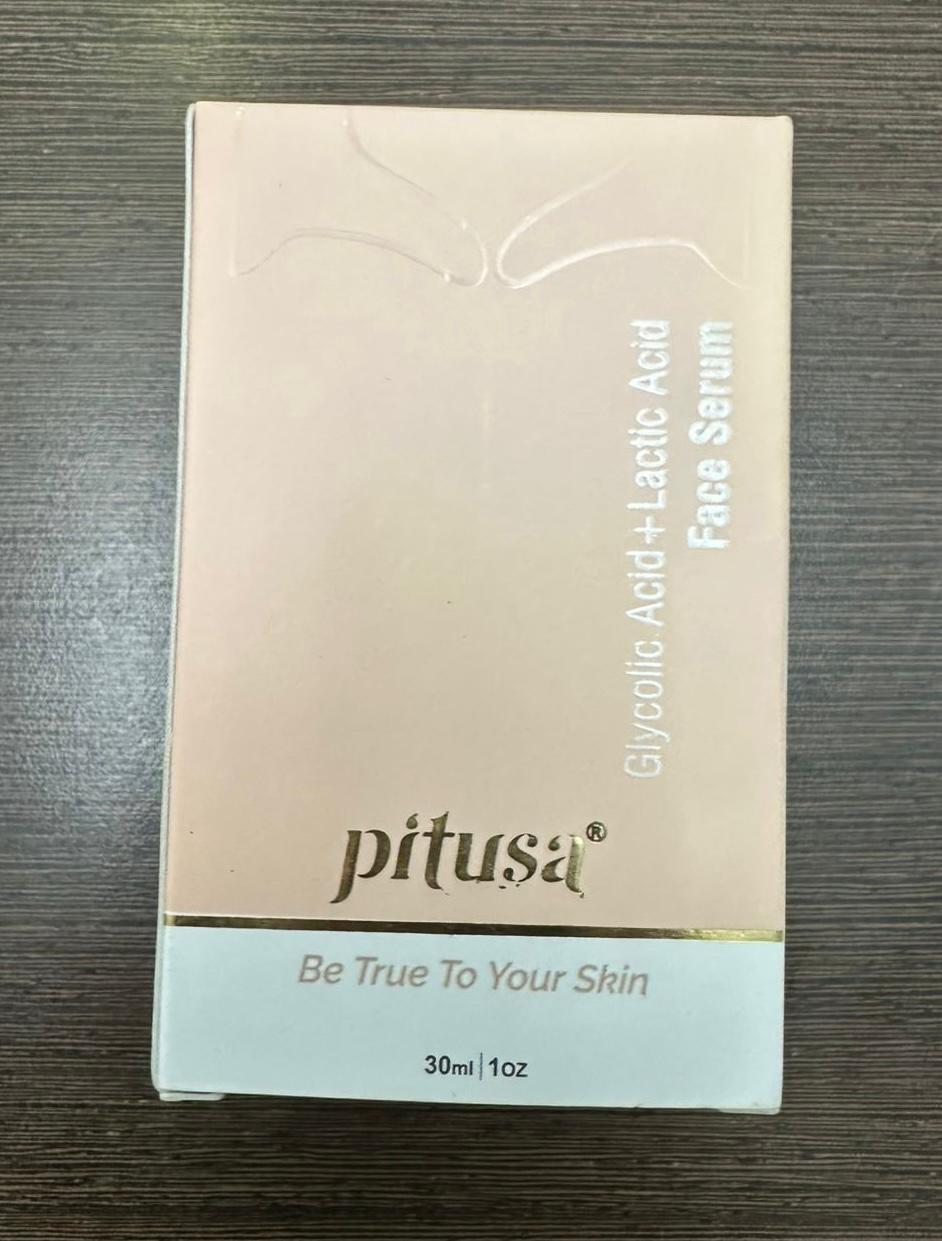 Glycolic Acid + Lactic Acid
Face Serum
pitusa®
Be True To Your Skin
30ml | 1oz